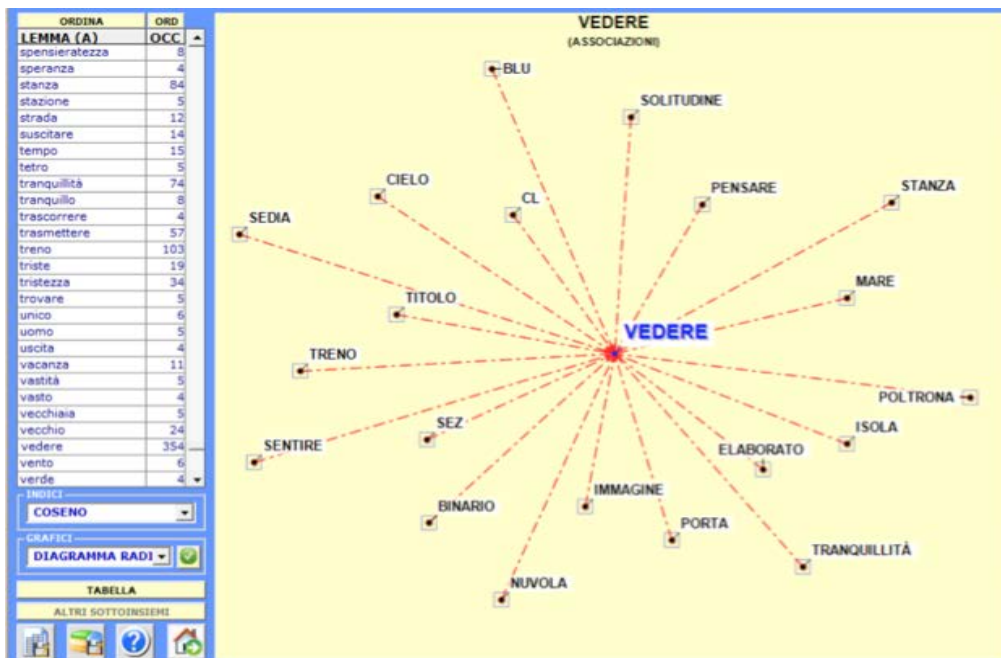 ORDINA ORD
LEMMA (A) OCC
spensieratezza 8
speranza 4
stanza 84
stazione 5
strada 12
suscitare 14
tempo 15
tetro 5
tranquillità 74
tranquillo 8
trascorrere 4
trasmettere 57
treno 103
triste 19
tristezza 34
trovare 5
unico 6
uomo 5
uscita 4
vacanza 11
vastità 5
vasto 4
vecchiaia 5
vecchio 24
vedere 354
vento 6
verde 4
INDICI
COSENO
GRAFICI
DIAGRAMMA RADI
TABELLA
ALTRI SOTTOINSIEMI
VEDERE
(ASSOCIAZIONI)
BLU
SOLITUDINE
CIELO
CL
PENSARE
STANZA
SEDIA
MARE
TITOLO
VEDERE
TRENO
POLTRONA
SEZ
ISOLA
SENTIRE
ELABORATO
IMMAGINE
BINARIO
PORTA
TRANQUILLITÀ
NUVOLA